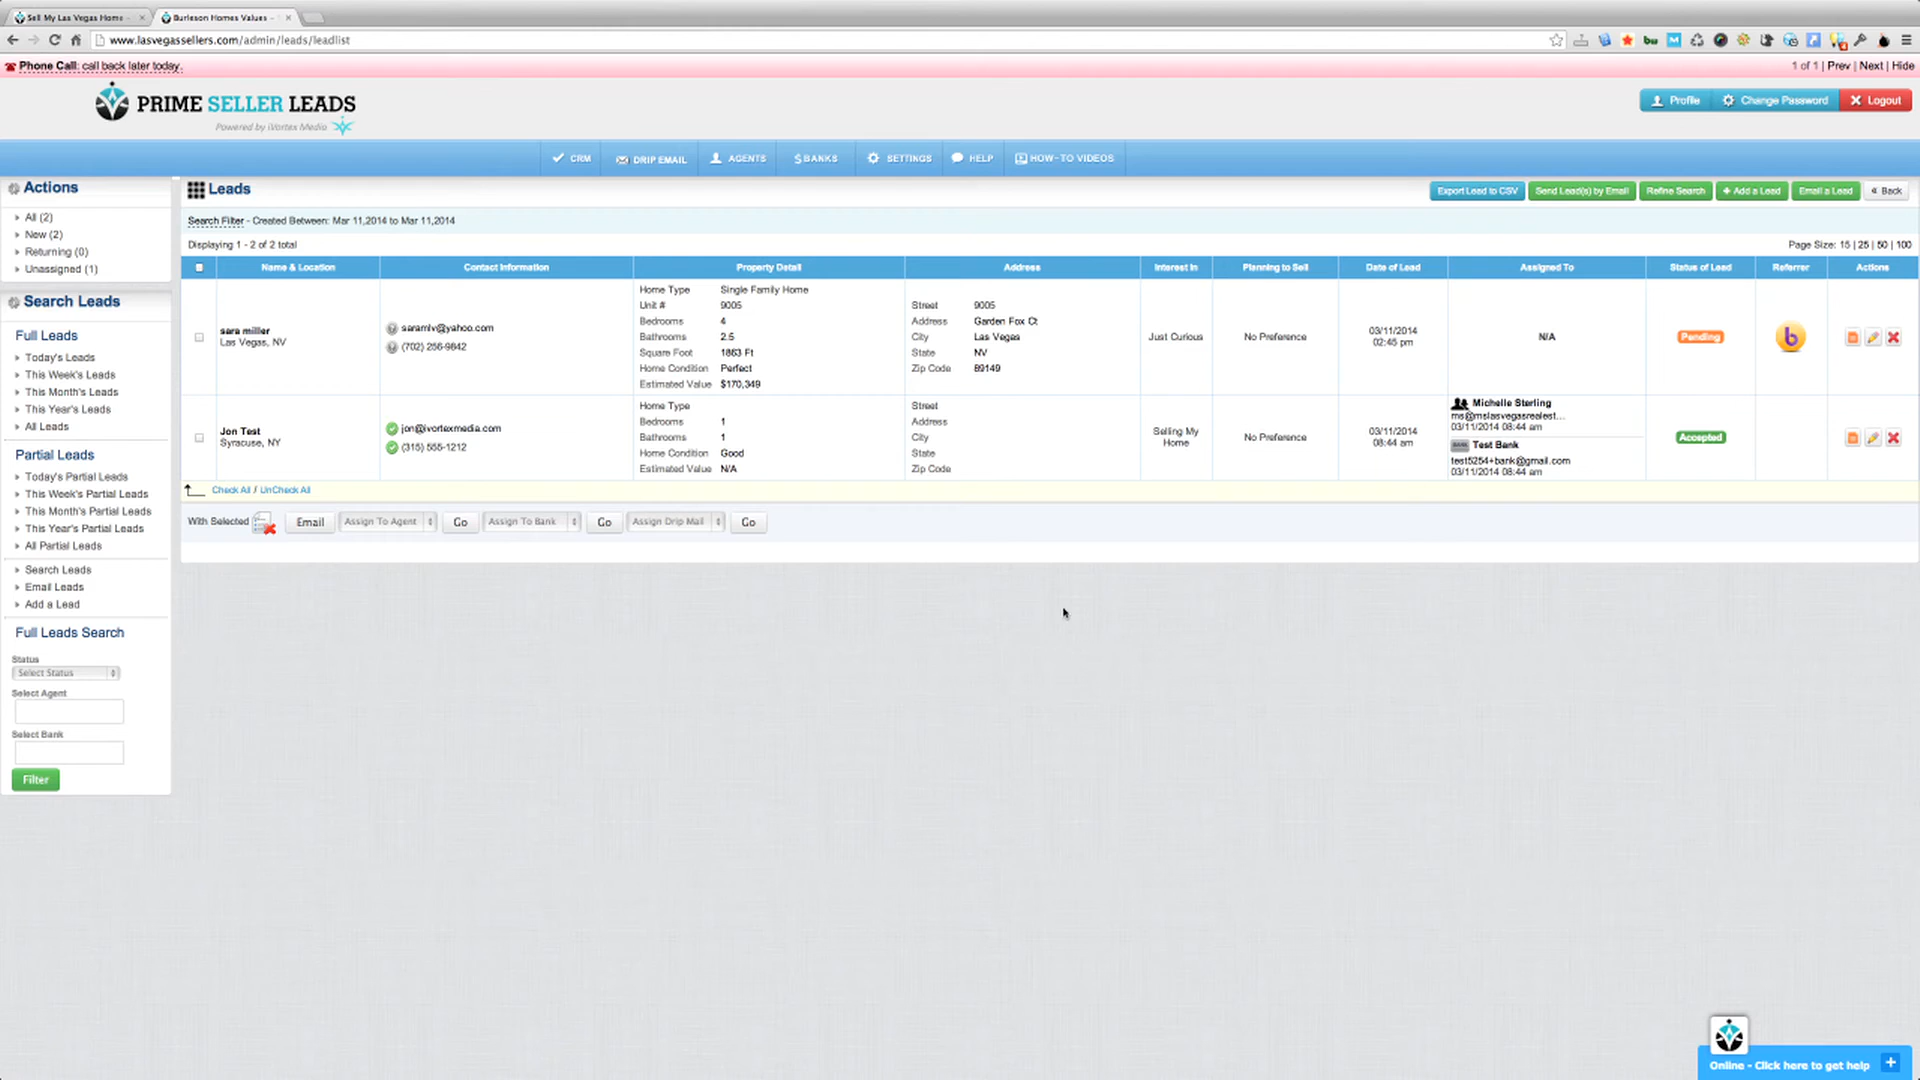 Sell My Las Vegas Home -
Burleson Homes Values -
www.lasvegassellers.com/admin/leads/leadlist
Phone Call: call back later today.
1 of 1 | Prev | Next | Hide
PRIME SELLER LEADS
Powered by iVortex Media
Profile
Change Password
Logout
CRM
DRIP EMAIL
AGENTS
$BANKS
SETTINGS
HELP
HOW-TO VIDEOS
Actions
All (2)
New (2)
Returning (0)
Unassigned (1)
Search Leads
Full Leads
Today's Leads
This Week's Leads
This Month's Leads
This Year's Leads
All Leads
Partial Leads
Today's Partial Leads
This Week's Partial Leads
This Month's Partial Leads
This Year's Partial Leads
All Partial Leads
Search Leads
Email Leads
Add a Lead
Full Leads Search
Status
Select Status
Select Agent
Select Bank
Filter
Leads
Export Lead to CSV
Send Lead(s) by Email
Refine Search
+ Add a Lead
Email a Lead
« Back
Search Filter - Created Between: Mar 11,2014 to Mar 11,2014
Displaying 1 - 2 of 2 total
Page Size: 15 | 25 | 50 | 100
Name & Location Contact Information Property Detail Address Interest In Planning to Sell Date of Lead Assigned To Status of Lead Referrer Actions
sara miller
Las Vegas, NV
saramlv@yahoo.com
(702) 256-9842
Home Type Single Family Home
Unit # 9005
Bedrooms 4
Bathrooms 2.5
Square Foot 1863 Ft
Home Condition Perfect
Estimated Value $170,349
Street 9005
Address Garden Fox Ct
City Las Vegas
State NV
Zip Code 89149
Just Curious
No Preference
03/11/2014
02:45 pm
N/A
Pending
b
Jon Test
Syracuse, NY
jon@ivortexmedia.com
(315) 555-1212
Home Type
Bedrooms 1
Bathrooms 1
Home Condition Good
Estimated Value N/A
Street
Address
City
State
Zip Code
Selling My
Home
No Preference
03/11/2014
08:44 am
Michelle Sterling
ms@mslasvegasrealest...
03/11/2014 08:44 am
Test Bank
test5254+bank@gmail.com
03/11/2014 08:44 am
Accepted
Check All / UnCheck All
With Selected
Email
Assign To Agent
Go
Assign To Bank
Go
Assign Drip Mail
Go
Online - Click here to get help +